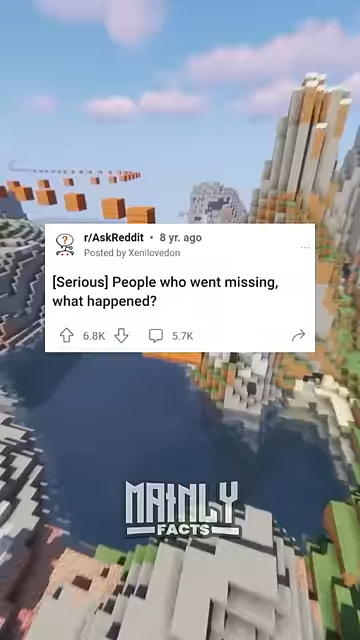 r/AskReddit • 8 yr. ago
Posted by Xenilovedon
[Serious] People who went missing,
what happened?
6.8K
5.7K
MAINLY
FACTS